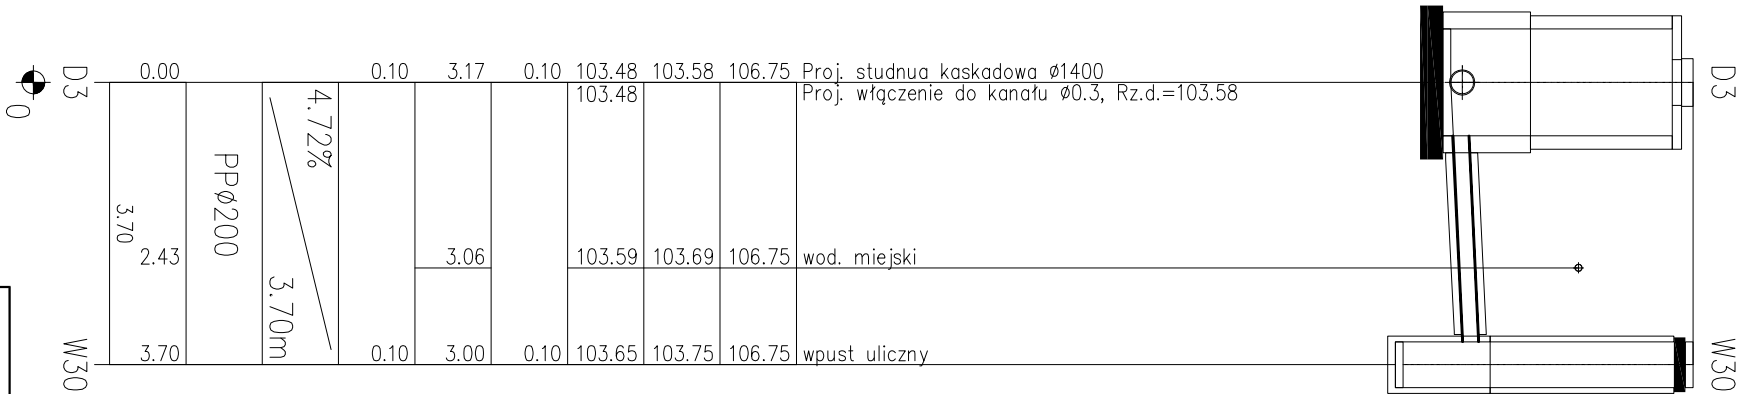 D3 0.00 0.10 3.17 0.10 103.48 103.58 106.75 Proj. studnua kaskadowa Ø1400 D3
103.48 Proj. włączenie do kanału Ø0.3, Rz.d.=103.58
0
4.72%
PPØ200
3.70
2.43 3.06 103.59 103.69 106.75 wod. miejski
3.70m
W30 3.70 0.10 3.00 0.10 103.65 103.75 106.75 wpust uliczny W30